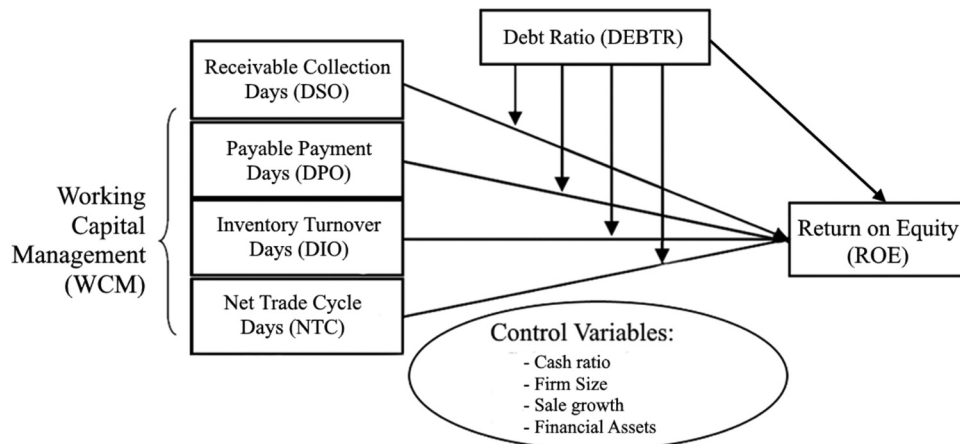 Debt Ratio (DEBTR)
Receivable Collection
Days (DSO)
Payable Payment
Days (DPO)
Working
Capital
Management
(WCM)
Inventory Turnover
Days (DIO)
Net Trade Cycle
Days (NTC)
Return on Equity
(ROE)
Control Variables:
- Cash ratio
- Firm Size
- Sale growth
- Financial Assets